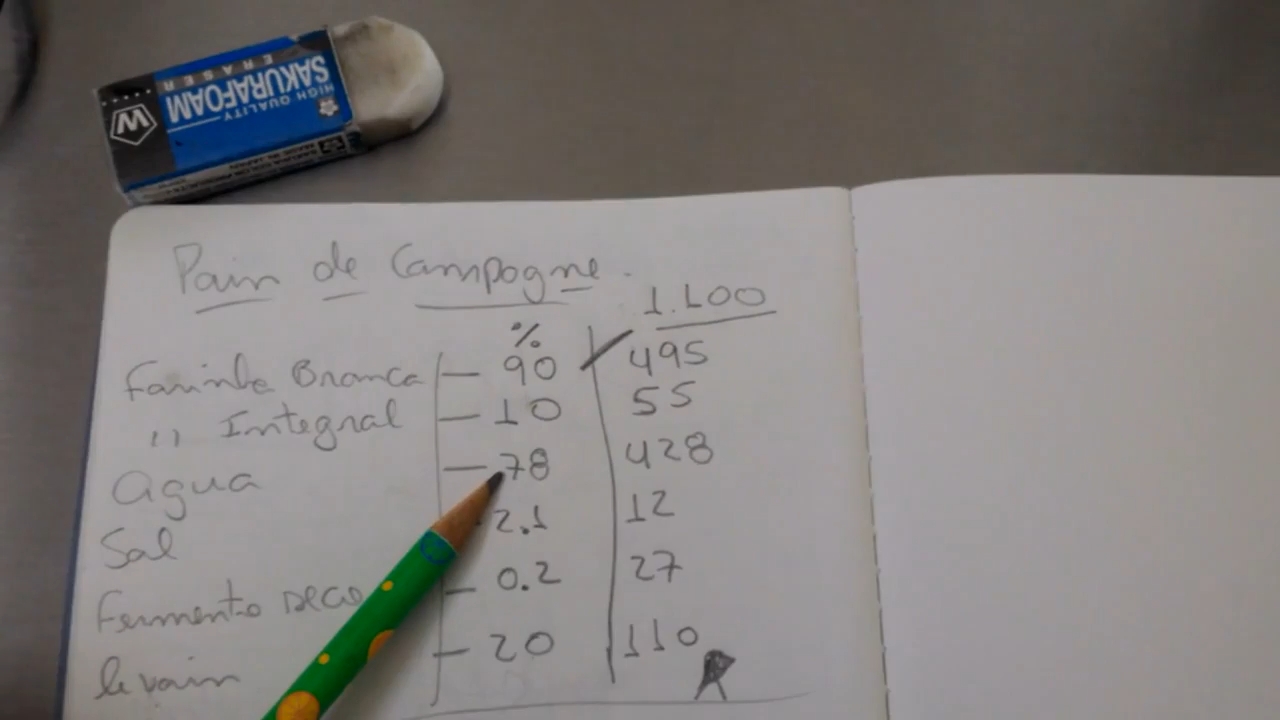 HIGH QUALITY
SAKURAFOAM
ERASER
Pain de Campogne.
1.100
%
Farinha Branca — 90 495
" Integral — 10 55
agua — 78 428
Sal 2.1 12
Fermento seco — 0.2 27
levain — 20 110